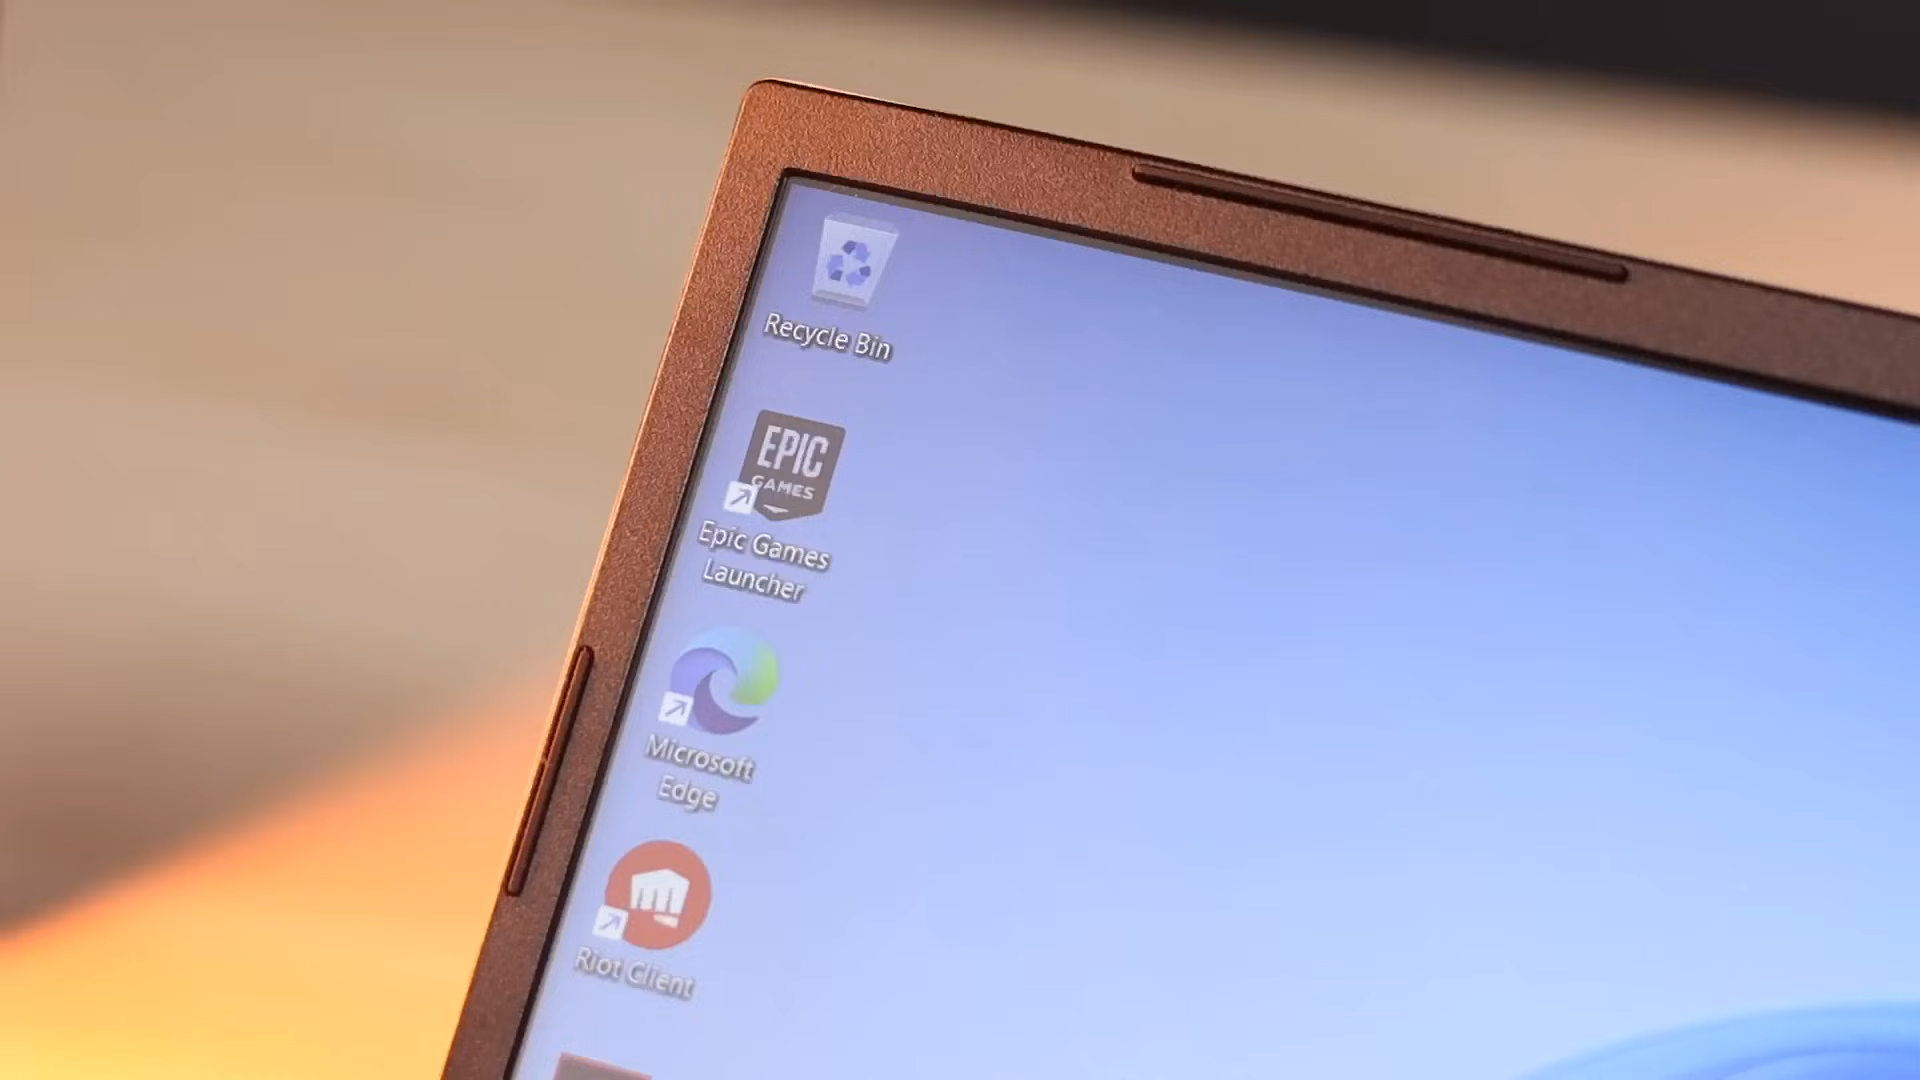 Recycle Bin
EPIC
GAMES
Epic Games
Launcher
Microsoft
Edge
Riot Client